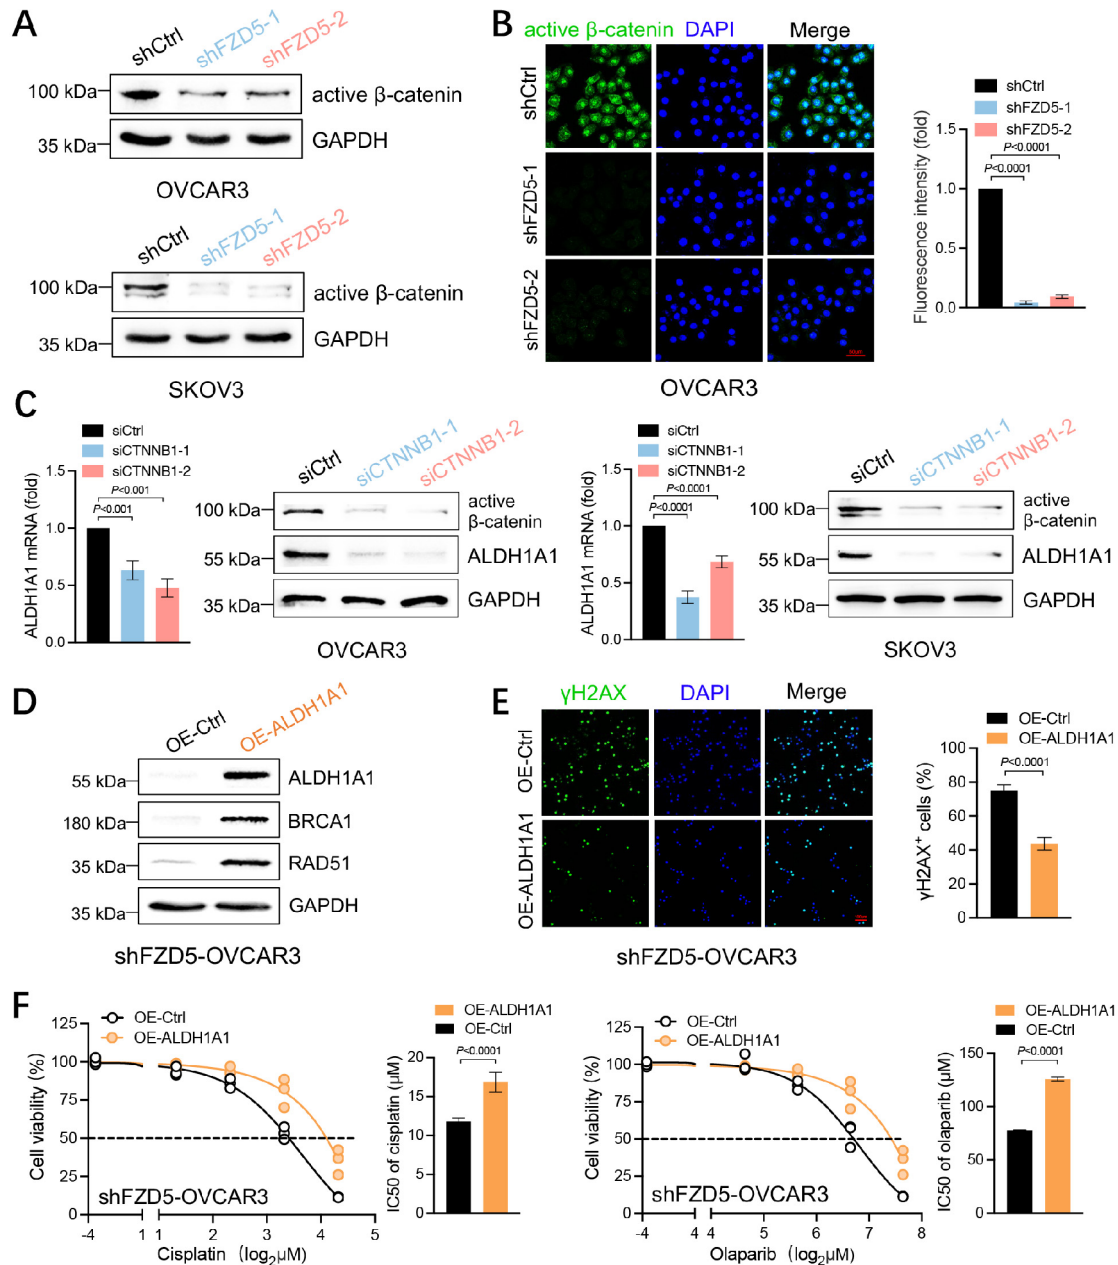 A
shCtrl
shFZD5-1
shFZD5-2
100 kDa
active β-catenin
35 kDa
GAPDH
OVCAR3
shCtrl
shFZD5-1
shFZD5-2
100 kDa
active β-catenin
35 kDa
GAPDH
SKOV3
B
active β-catenin DAPI Merge
shCtrl
shFZD5-1
shFZD5-2
OVCAR3
shCtrl
shFZD5-1
shFZD5-2
Fluorescence intensity (fold)
1.5
1.0
0.5
0.0
P<0.0001
P<0.0001
C
siCtrl
siCTNNB1-1
siCTNNB1-2
ALDH1A1 mRNA (fold)
1.5
1.0
0.5
0.0
P<0.001
P<0.001
siCtrl
siCTNNB1-1
siCTNNB1-2
100 kDa
active
β-catenin
55 kDa
ALDH1A1
35 kDa
GAPDH
OVCAR3
siCtrl
siCTNNB1-1
siCTNNB1-2
ALDH1A1 mRNA (fold)
1.5
1.0
0.5
0.0
P<0.0001
P<0.0001
siCtrl
siCTNNB1-1
siCTNNB1-2
100 kDa
active
β-catenin
55 kDa
ALDH1A1
35 kDa
GAPDH
SKOV3
D
OE-Ctrl
OE-ALDH1A1
55 kDa
ALDH1A1
180 kDa
BRCA1
35 kDa
RAD51
35 kDa
GAPDH
shFZD5-OVCAR3
E
γH2AX DAPI Merge
OE-Ctrl
OE-ALDH1A1
shFZD5-OVCAR3
OE-Ctrl
OE-ALDH1A1
γH2AX+ cells (%)
80
60
40
20
0
P<0.0001
F
OE-Ctrl
OE-ALDH1A1
Cell viability (%)
125
100
75
50
25
0
shFZD5-OVCAR3
-4 1 1 2 3 4 5
Cisplatin (log2μM)
OE-ALDH1A1
OE-Ctrl
IC50 of cisplatin (μM)
20
15
10
5
0
P<0.0001
OE-Ctrl
OE-ALDH1A1
Cell viability (%)
125
100
75
50
25
0
shFZD5-OVCAR3
-4 4 4 5 6 7 8
Olaparib (log2μM)
OE-ALDH1A1
OE-Ctrl
IC50 of olaparib (μM)
150
100
50
0
P<0.0001